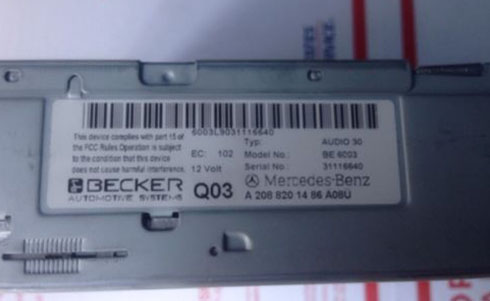 6003L9031116640
This device complies with part 15 of
the FCC Rules Operation is subject
to the condition that this device
does not cause harmful interference.
EC: 102
12 Volt
Typ: AUDIO 30
Model No.: BE 6003
Serial No.: 31116640
BECKER
AUTOMOTIVE SYSTEMS
Q03
Mercedes-Benz
A 208 820 14 86 A08U